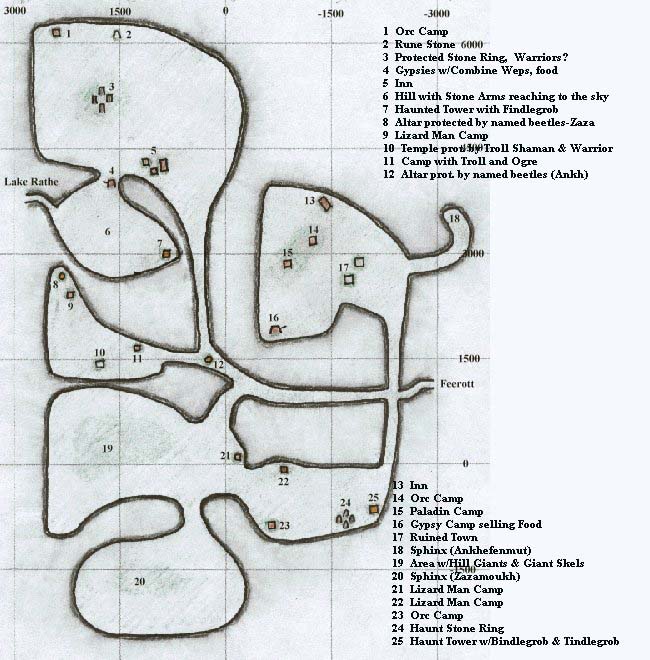 3000 1500 0 -1500 -3000
1 Orc Camp
2 Rune Stone 6000
3 Protected Stone Ring, Warriors?
4 Gypsies w/Combine Weps, food
5 Inn
6 Hill with Stone Arms reaching to the sky
7 Haunted Tower with Findlegrob
8 Altar protected by named beetles-Zaza
9 Lizard Man Camp
10 Temple prot. by Troll Shaman & Warrior
11 Camp with Troll and Ogre
12 Altar prot. by named beetles (Ankh)
1
2
3
5
4
Lake Rathe
13
18
6
14
7
15
17
3000
8
9
16
10
11
12
1500
Feerott
19
21
0
22
24
25
23
20
13 Inn
14 Orc Camp
15 Paladin Camp
16 Gypsy Camp selling Food
17 Ruined Town
18 Sphinx (Ankhefenmut)
19 Area w/Hill Giants & Giant Skels
-1500
20 Sphinx (Zazamoukh)
21 Lizard Man Camp
22 Lizard Man Camp
23 Orc Camp
24 Haunt Stone Ring
25 Haunt Tower w/Bindlegrob & Tindlegrob